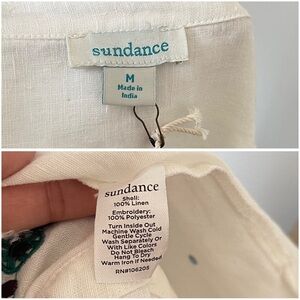 sundance
M
Made in
India
sundance
Shell:
100% Linen
Embroidery:
100% Polyester
Turn Inside Out
Machine Wash Cold
Gentle Cycle
Wash Separately Or
With Like Colors
Do Not Bleach
Hang To Dry
Warm Iron If Needed
RN#106205